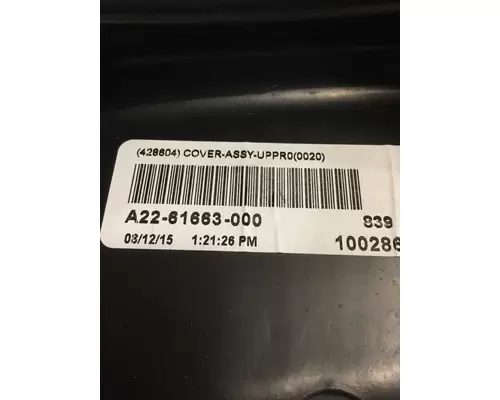 (428604) COVER-ASSY-UPPR0(0020)
A22-61663-000 839
03/12/15 1:21:26 PM 100286